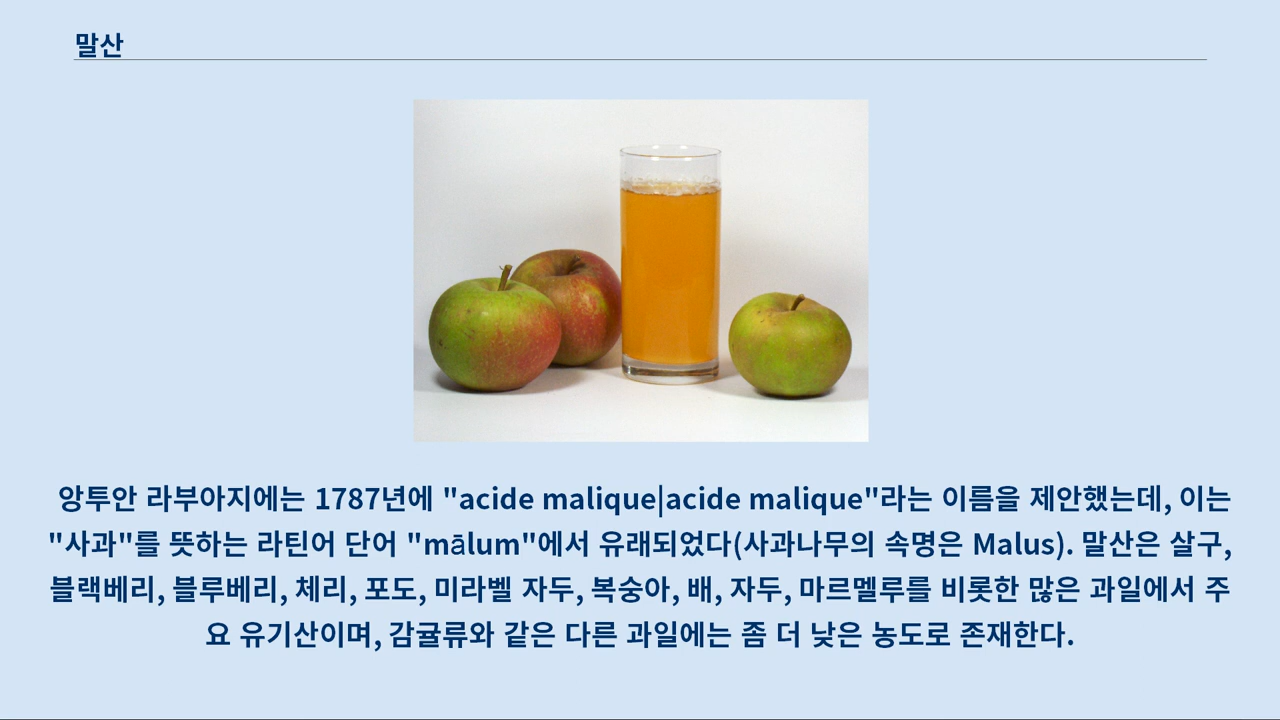 말산
앙투안 라부아지에는 1787년에 "acide malique|acide malique"라는 이름을 제안했는데, 이는
"사과"를 뜻하는 라틴어 단어 "mālum"에서 유래되었다(사과나무의 속명은 Malus). 말산은 살구,
블랙베리, 블루베리, 체리, 포도, 미라벨 자두, 복숭아, 배, 자두, 마르멜루를 비롯한 많은 과일에서 주
요 유기산이며, 감귤류와 같은 다른 과일에는 좀 더 낮은 농도로 존재한다.